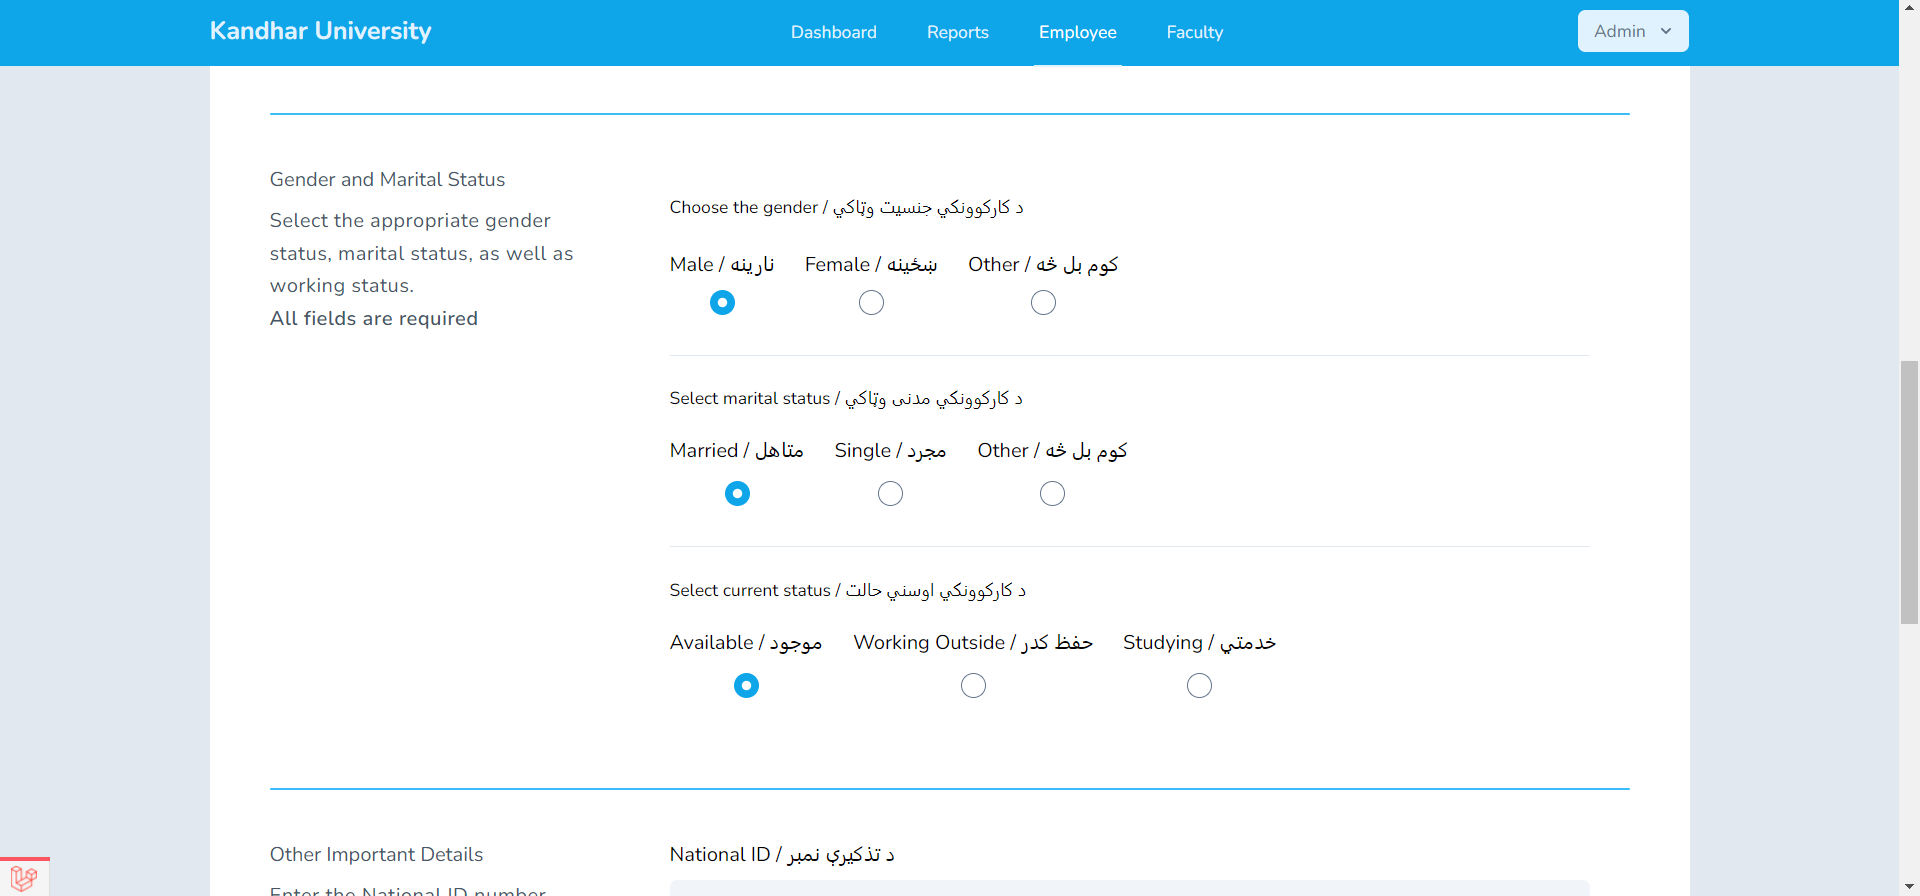 Kandhar University
Dashboard
Reports
Employee
Faculty
Admin
Gender and Marital Status
Select the appropriate gender
status, marital status, as well as
working status.
All fields are required
Choose the gender / د کارکوونکي جنسیت وټاکي
Male / نارینه
Female / ښځینه
Other / کوم بل څه
Select marital status / د کارکوونکي مدنی وټاکي
Married / متاهل
Single / مجرد
Other / کوم بل څه
Select current status / د کارکوونکي اوسني حالت
Available / موجود
Working Outside / حفظ کدر
Studying / خدمتي
Other Important Details
Enter the National ID number
National ID / د تذکیرې نمبر